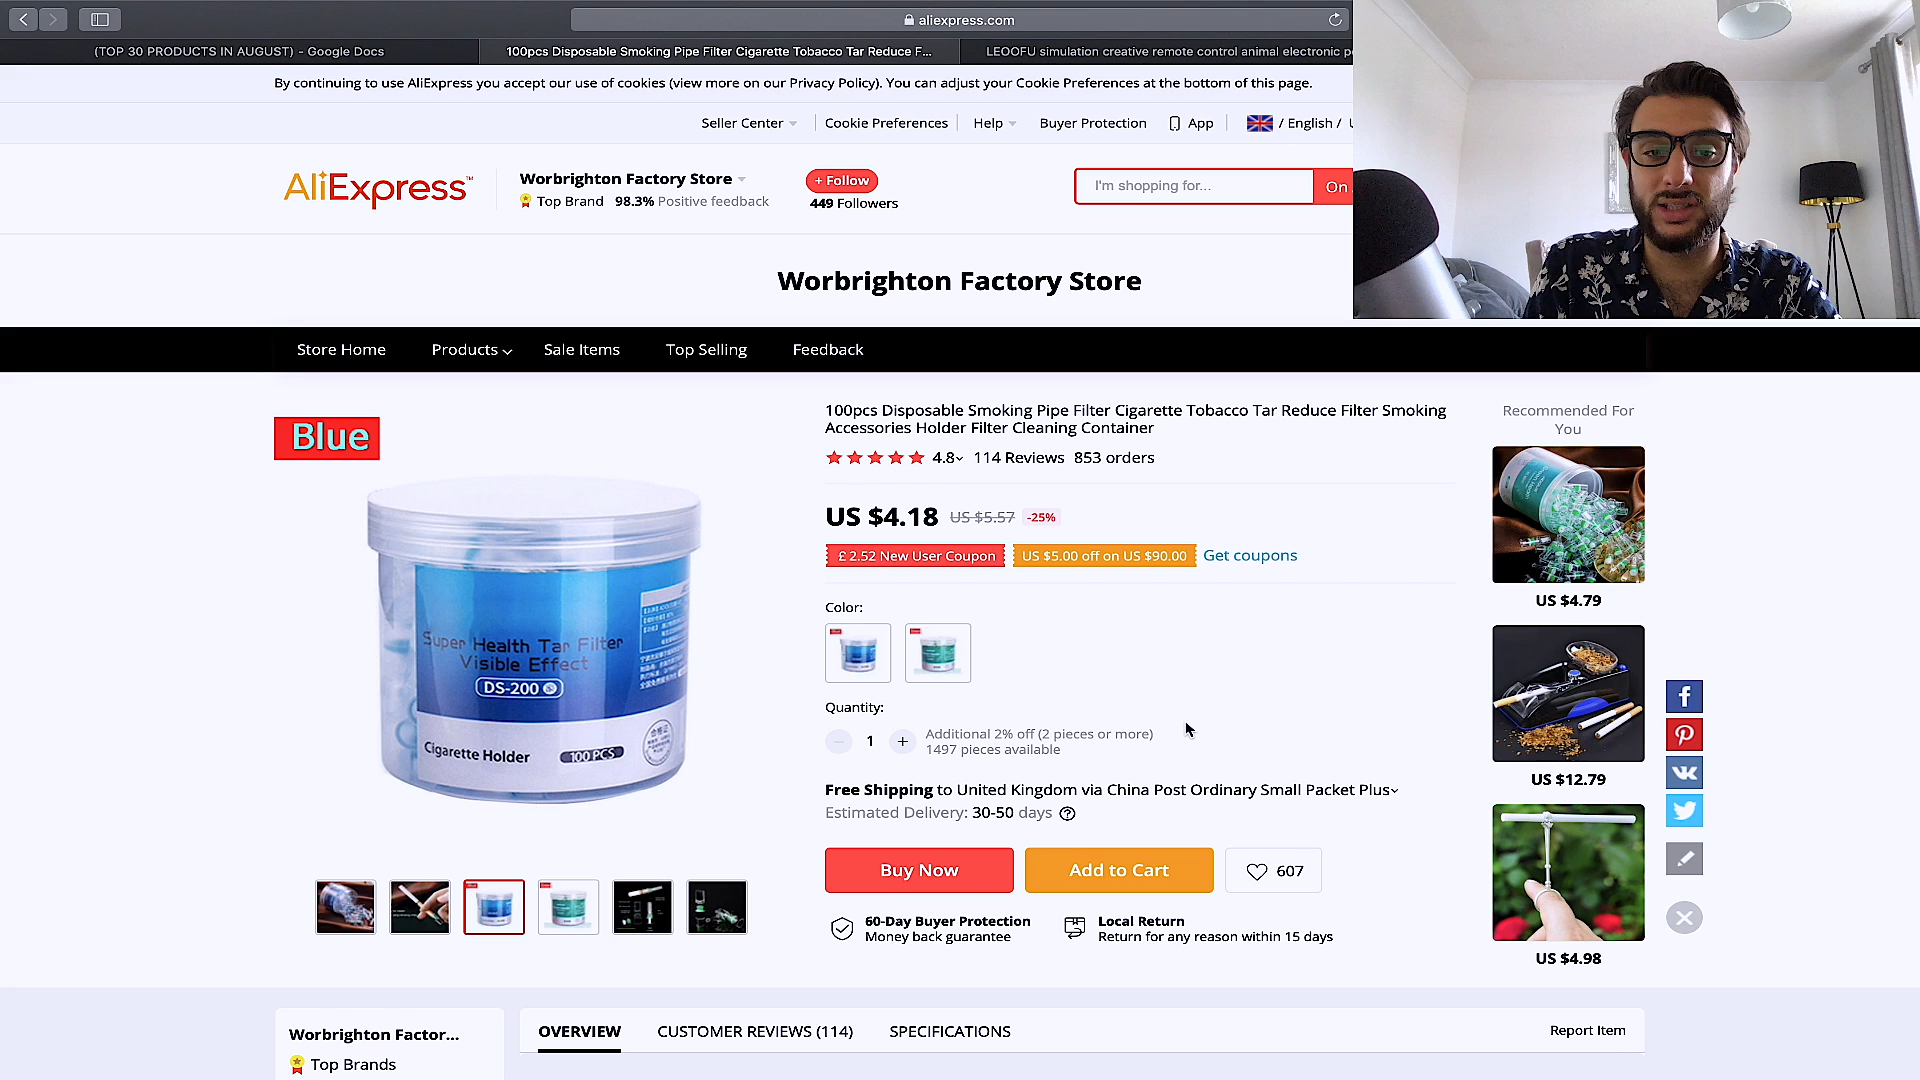 aliexpress.com
(TOP 30 PRODUCTS IN AUGUST) - Google Docs
100pcs Disposable Smoking Pipe Filter Cigarette Tobacco Tar Reduce F...
LEOOFU simulation creative remote control animal electronic p
By continuing to use AliExpress you accept our use of cookies (view more on our Privacy Policy). You can adjust your Cookie Preferences at the bottom of this page.
Seller Center
Cookie Preferences
Help
Buyer Protection
App
/ English /
AliExpress™
Worbrighton Factory Store
Top Brand 98.3% Positive feedback
+ Follow
449 Followers
I'm shopping for...
On
Worbrighton Factory Store
Store Home
Products
Sale Items
Top Selling
Feedback
Blue
Super Health Tar Filter
Visible Effect
DS-200
Cigarette Holder 100 PCS
100pcs Disposable Smoking Pipe Filter Cigarette Tobacco Tar Reduce Filter Smoking
Accessories Holder Filter Cleaning Container
4.8 114 Reviews 853 orders
US $4.18 US $5.57 -25%
£ 2.52 New User Coupon
US $5.00 off on US $90.00
Get coupons
Color:
Quantity:
1
Additional 2% off (2 pieces or more)
1497 pieces available
Free Shipping to United Kingdom via China Post Ordinary Small Packet Plus
Estimated Delivery: 30-50 days
Buy Now
Add to Cart
607
60-Day Buyer Protection
Money back guarantee
Local Return
Return for any reason within 15 days
Recommended For
You
US $4.79
US $12.79
US $4.98
Worbrighton Factor...
Top Brands
OVERVIEW
CUSTOMER REVIEWS (114)
SPECIFICATIONS
Report Item